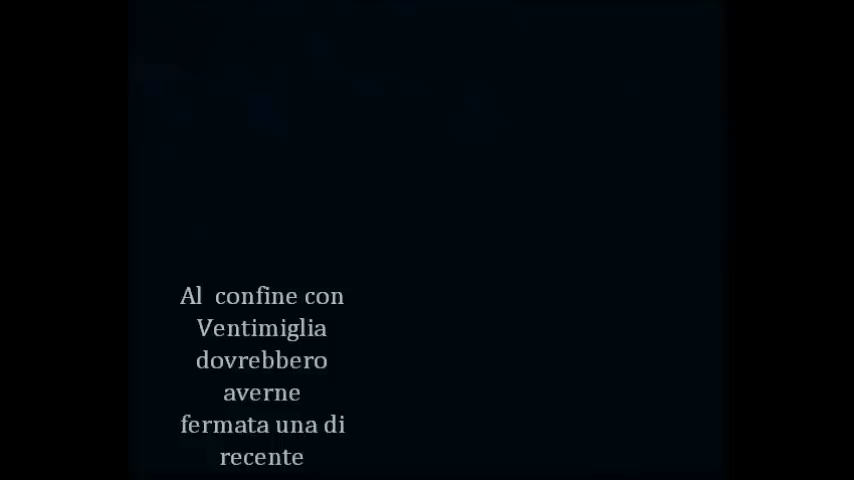 Al  confine con
Ventimiglia
dovrebbero
averne
fermata una di
recente